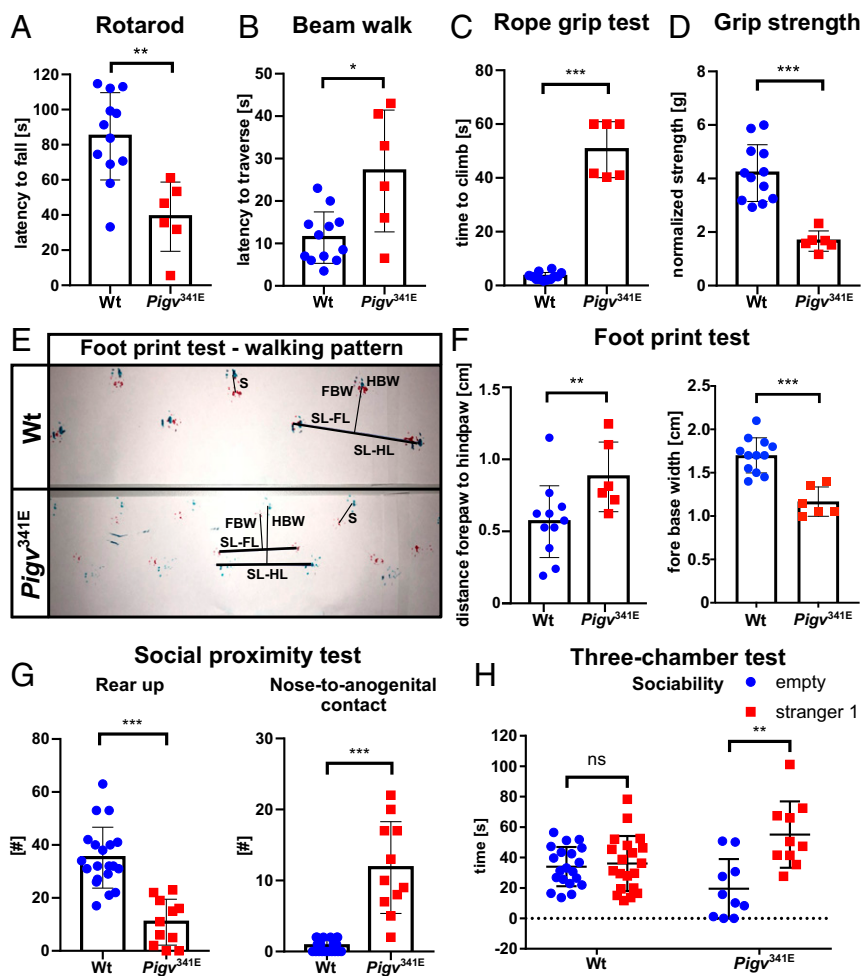 A
Rotarod
**
latency to fall [s]
120
100
80
60
40
20
0
Wt
Pigv341E
B
Beam walk
*
latency to traverse [s]
50
40
30
20
10
0
Wt
Pigv341E
C
Rope grip test
***
time to climb [s]
80
60
40
20
0
Wt
Pigv341E
D
Grip strength
***
normalized strength [g]
8
6
4
2
0
Wt
Pigv341E
E
Foot print test - walking pattern
Wt
S
FBW
HBW
SL-FL
SL-HL
Pigv341E
FBW
HBW
S
SL-FL
SL-HL
F
Foot print test
**
distance forepaw to hindpaw [cm]
1.5
1.0
0.5
0.0
Wt
Pigv341E
***
fore base width [cm]
2.5
2.0
1.5
1.0
0.5
0.0
Wt
Pigv341E
G
Social proximity test
Rear up
***
[#]
80
60
40
20
0
Wt
Pigv341E
Nose-to-anogenital
contact
***
[#]
30
20
10
0
Wt
Pigv341E
H
Three-chamber test
Sociability
empty
stranger 1
ns
**
time [s]
120
100
80
60
40
20
0
-20
Wt
Pigv341E